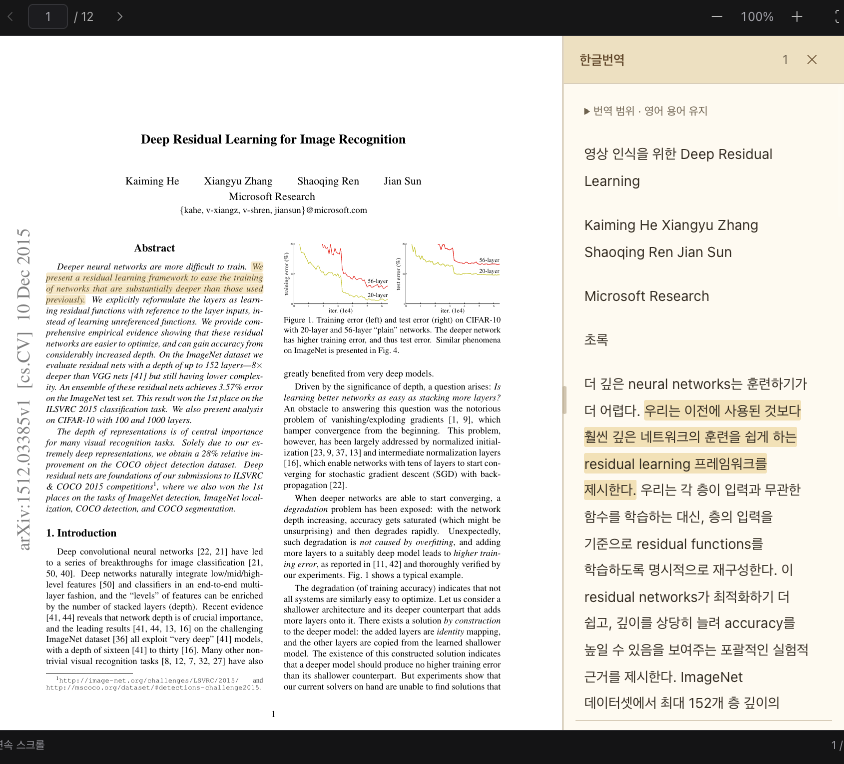 1 / 12
100%
arXiv:1512.03385v1 [cs.CV] 10 Dec 2015
Deep Residual Learning for Image Recognition
Kaiming He Xiangyu Zhang Shaoqing Ren Jian Sun
Microsoft Research
{kahe, v-xiangz, v-shren, jiansun}@microsoft.com
Abstract
Deeper neural networks are more difficult to train. We
present a residual learning framework to ease the training
of networks that are substantially deeper than those used
previously. We explicitly reformulate the layers as learn-
ing residual functions with reference to the layer inputs, in-
stead of learning unreferenced functions. We provide com-
prehensive empirical evidence showing that these residual
networks are easier to optimize, and can gain accuracy from
considerably increased depth. On the ImageNet dataset we
evaluate residual nets with a depth of up to 152 layers—8×
deeper than VGG nets [41] but still having lower complex-
ity. An ensemble of these residual nets achieves 3.57% error
on the ImageNet test set. This result won the 1st place on the
ILSVRC 2015 classification task. We also present analysis
on CIFAR-10 with 100 and 1000 layers.
The depth of representations is of central importance
for many visual recognition tasks. Solely due to our ex-
tremely deep representations, we obtain a 28% relative im-
provement on the COCO object detection dataset. Deep
residual nets are foundations of our submissions to ILSVRC
& COCO 2015 competitions1, where we also won the 1st
places on the tasks of ImageNet detection, ImageNet local-
ization, COCO detection, and COCO segmentation.
1. Introduction
Deep convolutional neural networks [22, 21] have led
to a series of breakthroughs for image classification [21,
50, 40]. Deep networks naturally integrate low/mid/high-
level features [50] and classifiers in an end-to-end multi-
layer fashion, and the “levels” of features can be enriched
by the number of stacked layers (depth). Recent evidence
[41, 44] reveals that network depth is of crucial importance,
and the leading results [41, 44, 13, 16] on the challenging
ImageNet dataset [36] all exploit “very deep” [41] models,
with a depth of sixteen [41] to thirty [16]. Many other non-
trivial visual recognition tasks [8, 12, 7, 32, 27] have also
1http://image-net.org/challenges/LSVRC/2015/ and
http://mscoco.org/dataset/#detections-challenge2015.
training error (%)
56-layer
20-layer
iter. (1e4)
test error (%)
56-layer
20-layer
iter. (1e4)
Figure 1. Training error (left) and test error (right) on CIFAR-10
with 20-layer and 56-layer “plain” networks. The deeper network
has higher training error, and thus test error. Similar phenomena
on ImageNet is presented in Fig. 4.
greatly benefited from very deep models.
Driven by the significance of depth, a question arises: Is
learning better networks as easy as stacking more layers?
An obstacle to answering this question was the notorious
problem of vanishing/exploding gradients [1, 9], which
hamper convergence from the beginning. This problem,
however, has been largely addressed by normalized initial-
ization [23, 9, 37, 13] and intermediate normalization layers
[16], which enable networks with tens of layers to start con-
verging for stochastic gradient descent (SGD) with back-
propagation [22].
When deeper networks are able to start converging, a
degradation problem has been exposed: with the network
depth increasing, accuracy gets saturated (which might be
unsurprising) and then degrades rapidly. Unexpectedly,
such degradation is not caused by overfitting, and adding
more layers to a suitably deep model leads to higher train-
ing error, as reported in [11, 42] and thoroughly verified by
our experiments. Fig. 1 shows a typical example.
The degradation (of training accuracy) indicates that not
all systems are similarly easy to optimize. Let us consider a
shallower architecture and its deeper counterpart that adds
more layers onto it. There exists a solution by construction
to the deeper model: the added layers are identity mapping,
and the other layers are copied from the learned shallower
model. The existence of this constructed solution indicates
that a deeper model should produce no higher training error
than its shallower counterpart. But experiments show that
our current solvers on hand are unable to find solutions that
1
한글번역 1
▶ 번역 범위 · 영어 용어 유지
영상 인식을 위한 Deep Residual
Learning
Kaiming He Xiangyu Zhang
Shaoqing Ren Jian Sun
Microsoft Research
초록
더 깊은 neural networks는 훈련하기가
더 어렵다. 우리는 이전에 사용된 것보다
훨씬 깊은 네트워크의 훈련을 쉽게 하는
residual learning 프레임워크를
제시한다. 우리는 각 층이 입력과 무관한
함수를 학습하는 대신, 층의 입력을
기준으로 residual functions를
학습하도록 명시적으로 재구성한다. 이
residual networks가 최적화하기 더
쉽고, 깊이를 상당히 늘려 accuracy를
높일 수 있음을 보여주는 포괄적인 실험적
근거를 제시한다. ImageNet
데이터셋에서 최대 152개 층 깊이의
연속 스크롤
1 /